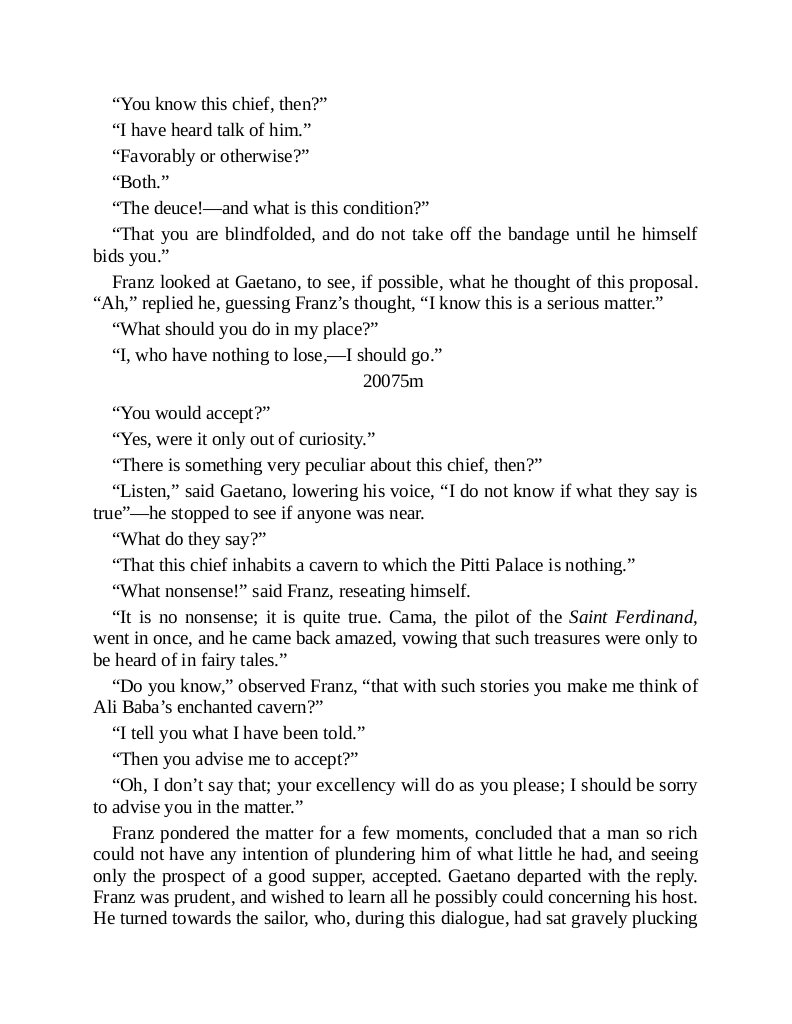 “You know this chief, then?”
“I have heard talk of him.”
“Favorably or otherwise?”
“Both.”
“The deuce!—and what is this condition?”
“That you are blindfolded, and do not take off the bandage until he himself
bids you.”
Franz looked at Gaetano, to see, if possible, what he thought of this proposal.
“Ah,” replied he, guessing Franz’s thought, “I know this is a serious matter.”
“What should you do in my place?”
“I, who have nothing to lose,—I should go.”
20075m
“You would accept?”
“Yes, were it only out of curiosity.”
“There is something very peculiar about this chief, then?”
“Listen,” said Gaetano, lowering his voice, “I do not know if what they say is
true”—he stopped to see if anyone was near.
“What do they say?”
“That this chief inhabits a cavern to which the Pitti Palace is nothing.”
“What nonsense!” said Franz, reseating himself.
“It is no nonsense; it is quite true. Cama, the pilot of the Saint Ferdinand,
went in once, and he came back amazed, vowing that such treasures were only to
be heard of in fairy tales.”
“Do you know,” observed Franz, “that with such stories you make me think of
Ali Baba’s enchanted cavern?”
“I tell you what I have been told.”
“Then you advise me to accept?”
“Oh, I don’t say that; your excellency will do as you please; I should be sorry
to advise you in the matter.”
Franz pondered the matter for a few moments, concluded that a man so rich
could not have any intention of plundering him of what little he had, and seeing
only the prospect of a good supper, accepted. Gaetano departed with the reply.
Franz was prudent, and wished to learn all he possibly could concerning his host.
He turned towards the sailor, who, during this dialogue, had sat gravely plucking